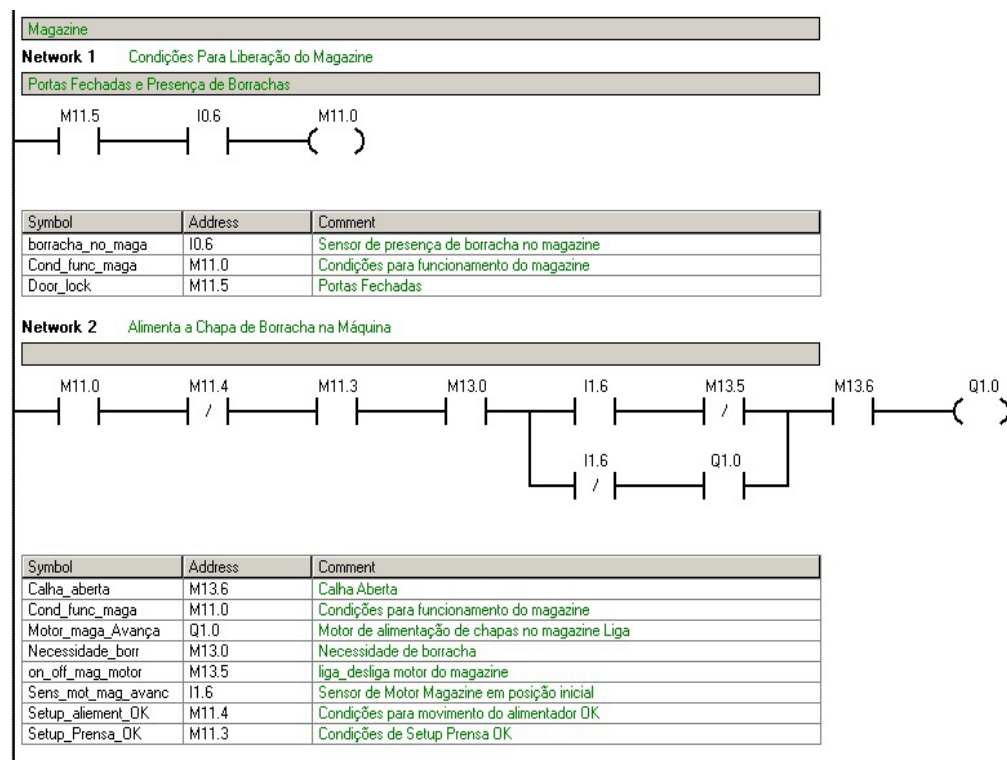 Magazine
Network 1 Condições Para Liberação do Magazine
Portas Fechadas e Presença de Borrachas
M11.5 I0.6 M11.0
Symbol Address Comment
borracha_no_maga I0.6 Sensor de presença de borracha no magazine
Cond_func_maga M11.0 Condições para funcionamento do magazine
Door_lock M11.5 Portas Fechadas
Network 2 Alimenta a Chapa de Borracha na Máquina
M11.0 M11.4 M11.3 M13.0 I1.6 M13.5 M13.6 Q1.0
/ /
I1.6 Q1.0
/
Symbol Address Comment
Calha_aberta M13.6 Calha Aberta
Cond_func_maga M11.0 Condições para funcionamento do magazine
Motor_maga_Avança Q1.0 Motor de alimentação de chapas no magazine Liga
Necessidade_borr M13.0 Necessidade de borracha
on_off_mag_motor M13.5 liga_desliga motor do magazine
Sens_mot_mag_avanc I1.6 Sensor de Motor Magazine em posição inicial
Setup_aliement_OK M11.4 Condições para movimento do alimentador OK
Setup_Prensa_OK M11.3 Condições de Setup Prensa OK